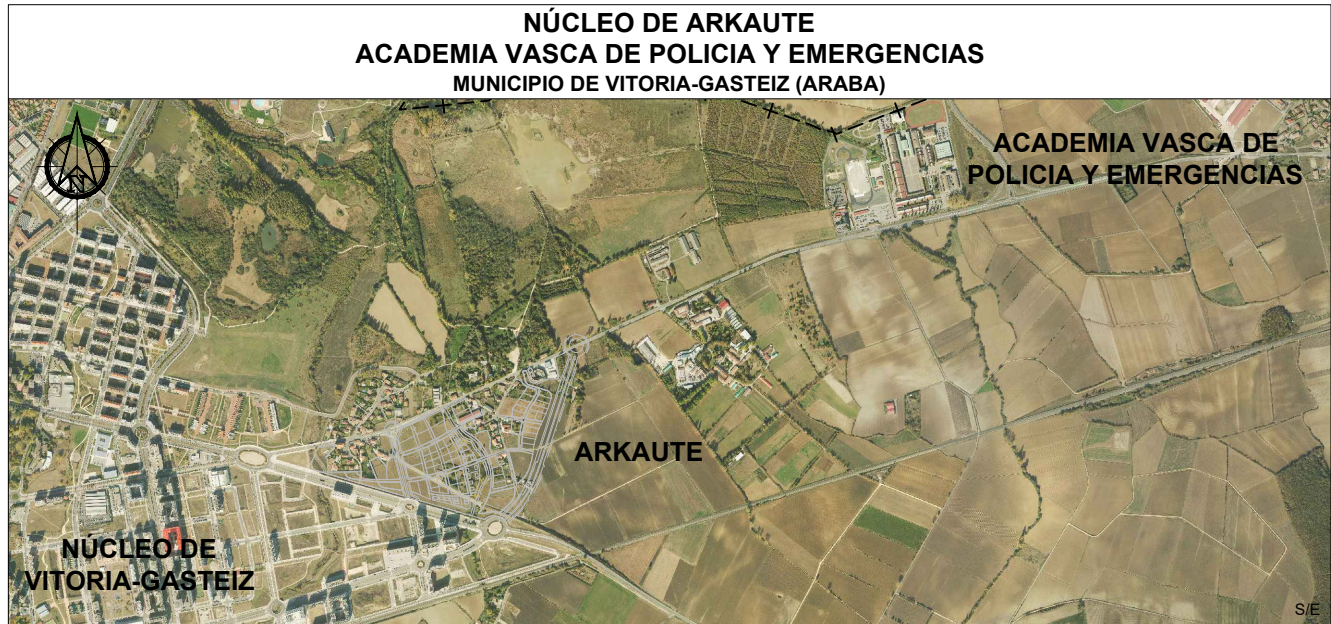 NÚCLEO DE ARKAUTE
ACADEMIA VASCA DE POLICIA Y EMERGENCIAS
MUNICIPIO DE VITORIA-GASTEIZ (ARABA)
N
ACADEMIA VASCA DE
POLICIA Y EMERGENCIAS
ARKAUTE
NÚCLEO DE
VITORIA-GASTEIZ
S/E